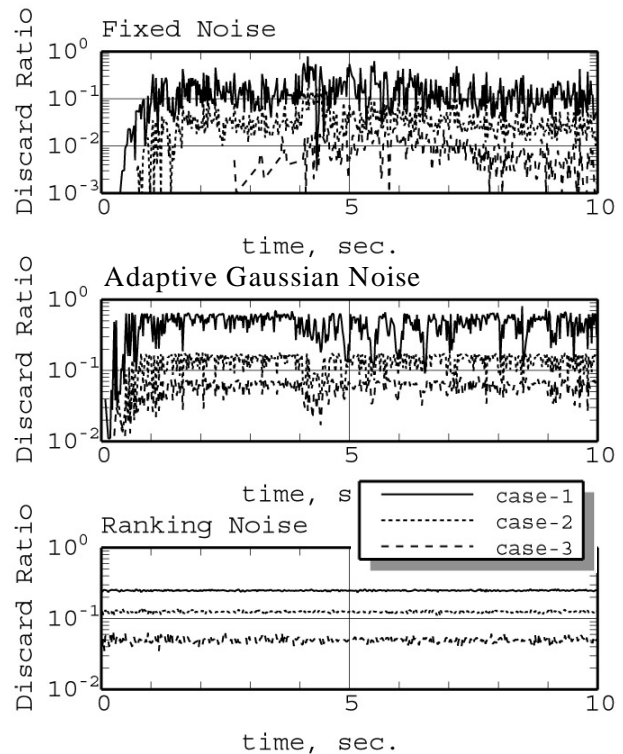 Fixed Noise
Discard Ratio
10^0
10^-1
10^-2
10^-3
0 5 10
time, sec.
Adaptive Gaussian Noise
Discard Ratio
10^0
10^-1
10^-2
0 5 10
time, s
case-1
case-2
case-3
Ranking Noise
Discard Ratio
10^0
10^-1
10^-2
0 5 10
time, sec.